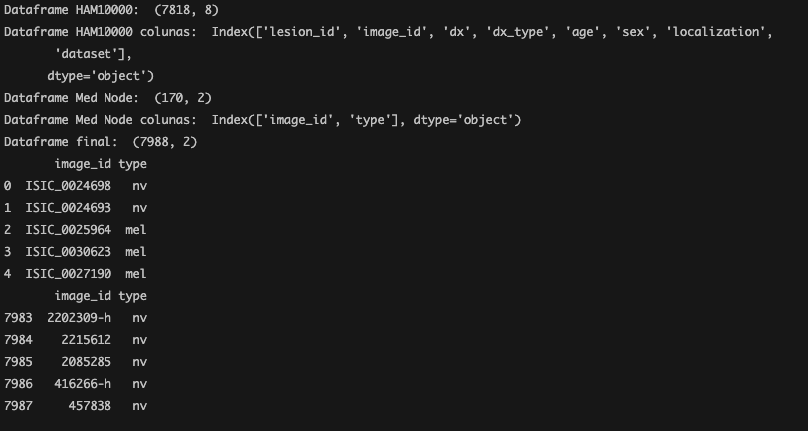 Dataframe HAM10000:  (7818, 8)
Dataframe HAM10000 colunas:  Index(['lesion_id', 'image_id', 'dx', 'dx_type', 'age', 'sex', 'localization',
       'dataset'],
      dtype='object')
Dataframe Med Node:  (170, 2)
Dataframe Med Node colunas:  Index(['image_id', 'type'], dtype='object')
Dataframe final:  (7988, 2)
       image_id type
0  ISIC_0024698   nv
1  ISIC_0024693   nv
2  ISIC_0025964  mel
3  ISIC_0030623  mel
4  ISIC_0027190  mel
       image_id type
7983  2202309-h   nv
7984    2215612   nv
7985    2085285   nv
7986   416266-h   nv
7987     457838   nv